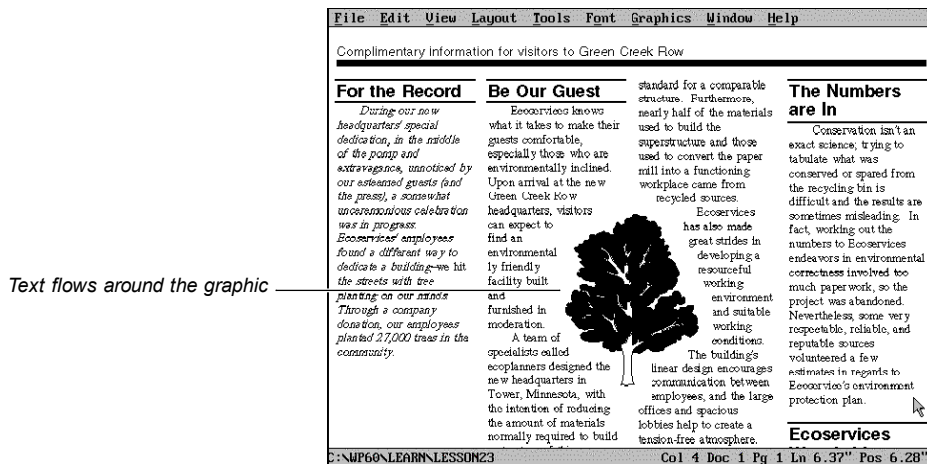 File Edit View Layout Tools Font Graphics Window Help
Complimentary information for visitors to Green Creek Row
For the Record
During our new
headquarters' special
dedication, in the middle
of the pomp and
extravagance, unnoticed by
our esteemed guests (and
the press), a somewhat
unceremonious celebration
was in progress.
Ecoservices' employees
found a different way to
dedicate a building-we hit
the streets with tree
planting on our minds
Through a company
donation, our employees
planted 27,000 trees in the
community.
Be Our Guest
Ecoservices knows
what it takes to make their
guests comfortable,
especially those who are
environmentally inclined.
Upon arrival at the new
Green Creek Row
headquarters, visitors
can expect to
find an
environmental
ly friendly
facility built
and
furnished in
moderation.
A team of
specialists called
ecoplanners designed the
new headquarters in
Tower, Minnesota, with
the intention of reducing
the amount of materials
normally required to build
standard for a comparable
structure. Furthermore,
nearly half of the materials
used to build the
superstructure and those
used to convert the paper
mill into a functioning
workplace came from
recycled sources.
Ecoservices
has also made
great strides in
developing a
resourceful
working
environment
and suitable
working
conditions.
The building's
linear design encourages
communication between
employees, and the large
offices and spacious
lobbies help to create a
tension-free atmosphere.
The Numbers
are In
Conservation isn't an
exact science; trying to
tabulate what was
conserved or spared from
the recycling bin is
difficult and the results are
sometimes misleading. In
fact, working out the
numbers to Ecoservices
endeavors in environmental
correctness involved too
much paperwork, so the
project was abandoned.
Nevertheless, some very
respectable, reliable, and
reputable sources
volunteered a few
estimates in regards to
Ecoservice's environment
protection plan.
Ecoservices
Text flows around the graphic
C:\WP60\LEARN\LESSON23 Col 4 Doc 1 Pg 1 Ln 6.37" Pos 6.28"